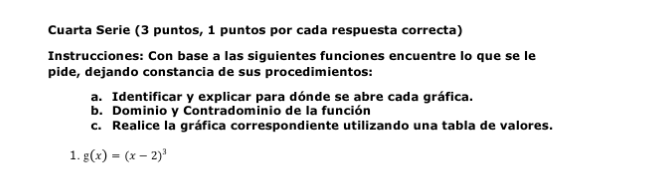 Cuarta Serie (3 puntos, 1 puntos por cada respuesta correcta)
Instrucciones: Con base a las siguientes funciones encuentre lo que se le
pide, dejando constancia de sus procedimientos:
a. Identificar y explicar para dónde se abre cada gráfica.
b. Dominio y Contradominio de la función
c. Realice la gráfica correspondiente utilizando una tabla de valores.
1. g(x) = (x − 2)³